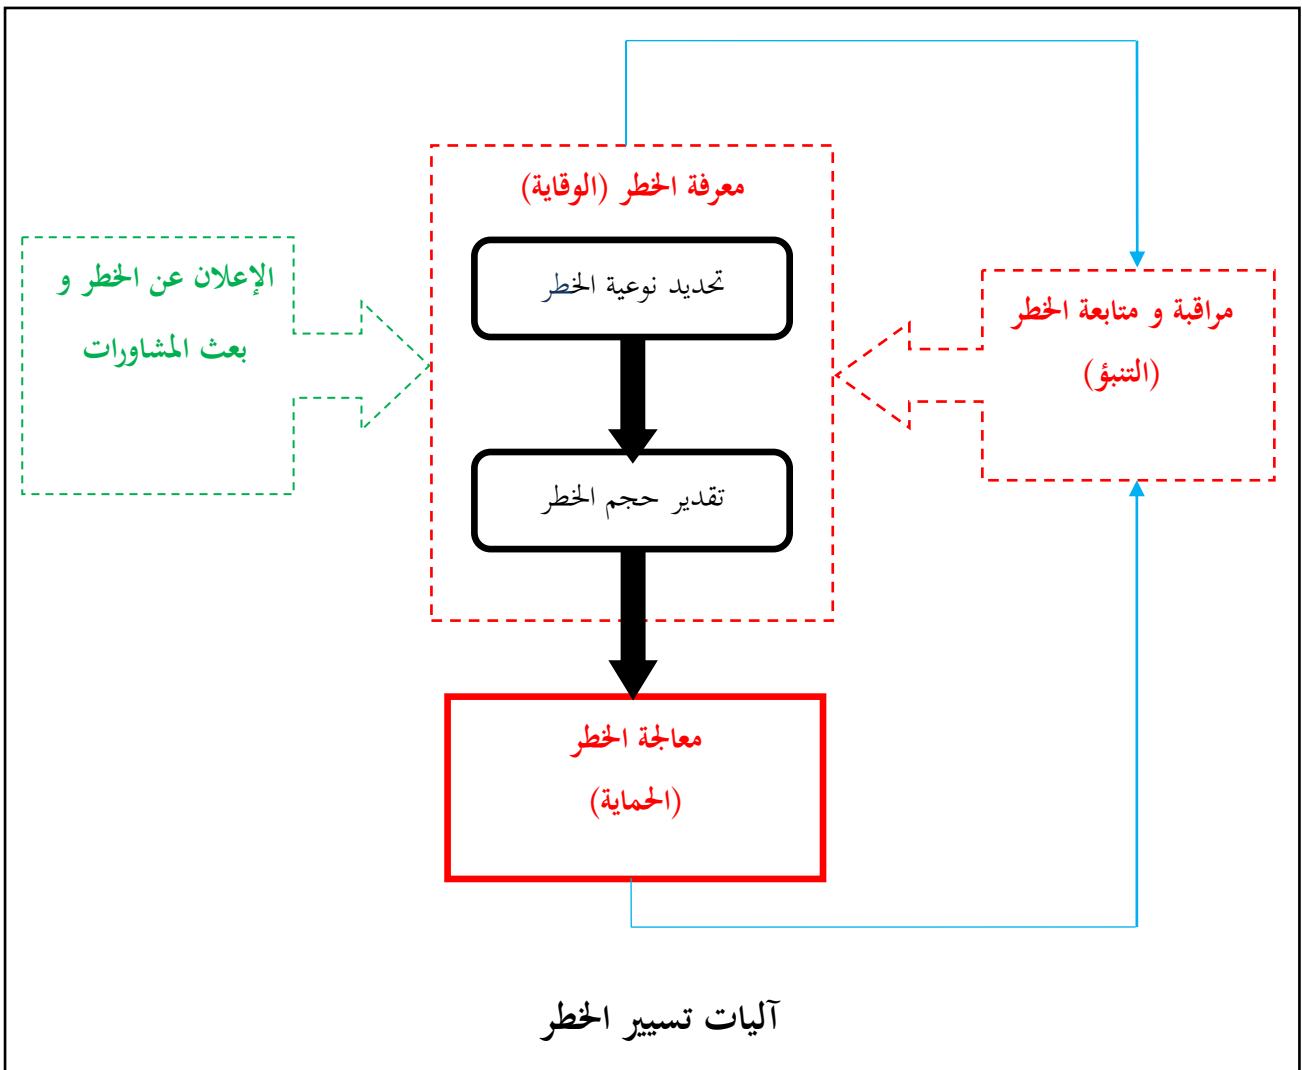 معرفة الخطر (الوقاية)
تحديد نوعية الخطر
تقدير حجم الخطر
مراقبة و متابعة الخطر
(التنبؤ)
الإعلان عن الخطر و
بعث المشاورات
معالجة الخطر
(الحماية)
آليات تسيير الخطر